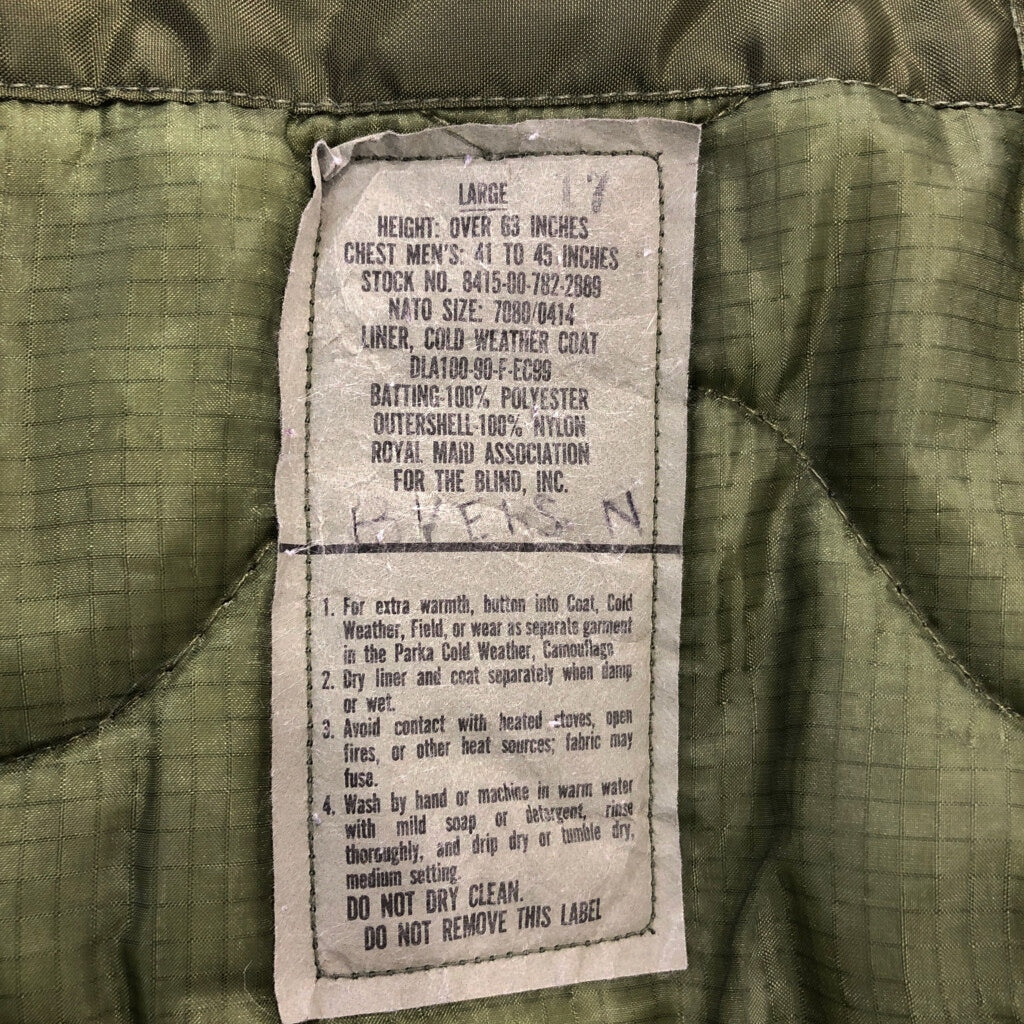 LARGE 17
HEIGHT: OVER 63 INCHES
CHEST MEN'S: 41 TO 45 INCHES
STOCK NO. 8415-00-782-2889
NATO SIZE: 7080/0414
LINER, COLD WEATHER COAT
DLA100-90-F-EC99
BATTING-100% POLYESTER
OUTERSHELL-100% NYLON
ROYAL MAID ASSOCIATION
FOR THE BLIND, INC.
1. For extra warmth, button into Coat, Cold
Weather, Field, or wear as separate garment
in the Parka Cold Weather, Camouflage
2. Dry liner and coat separately when damp
or wet.
3. Avoid contact with heated stoves, open
fires, or other heat sources; fabric may
fuse.
4. Wash by hand or machine in warm water
with mild soap or detergent, rinse
thoroughly, and drip dry or tumble dry,
medium setting.
DO NOT DRY CLEAN.
DO NOT REMOVE THIS LABEL